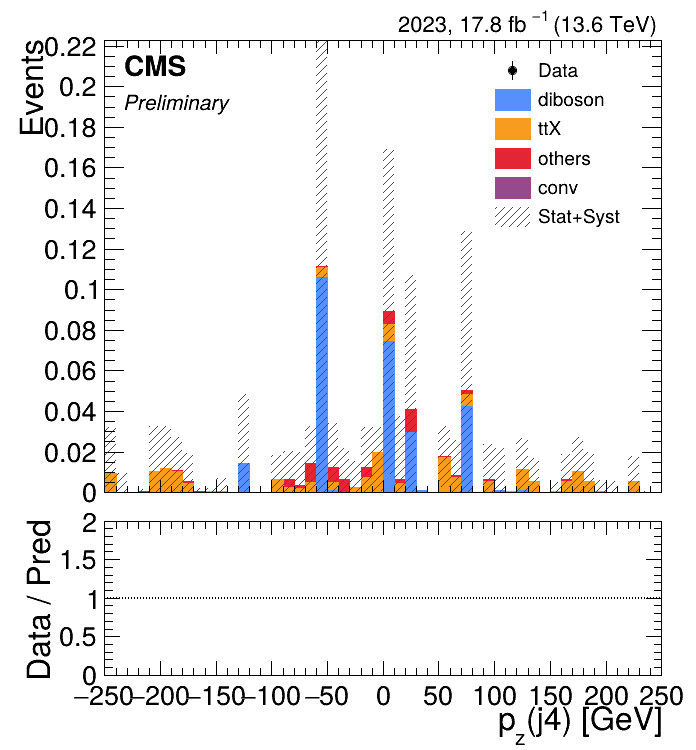 2023, 17.8 fb⁻¹ (13.6 TeV)
Events
0.22
0.2
0.18
0.16
0.14
0.12
0.1
0.08
0.06
0.04
0.02
0
CMS
Preliminary
Data
diboson
ttX
others
conv
Stat+Syst
Data / Pred
2
1.5
1
0.5
0
−250 −200 −150 −100 −50 0 50 100 150 200 250
p_z(j4) [GeV]